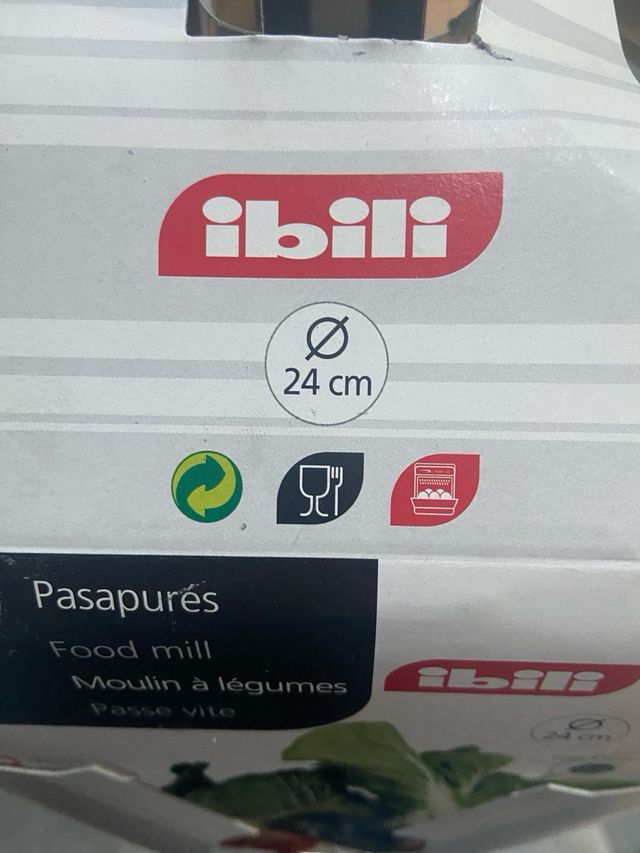 ibili
Ø
24 cm
Pasapurés
Food mill
Moulin à légumes
Passe vite
ibili
Ø
24 cm